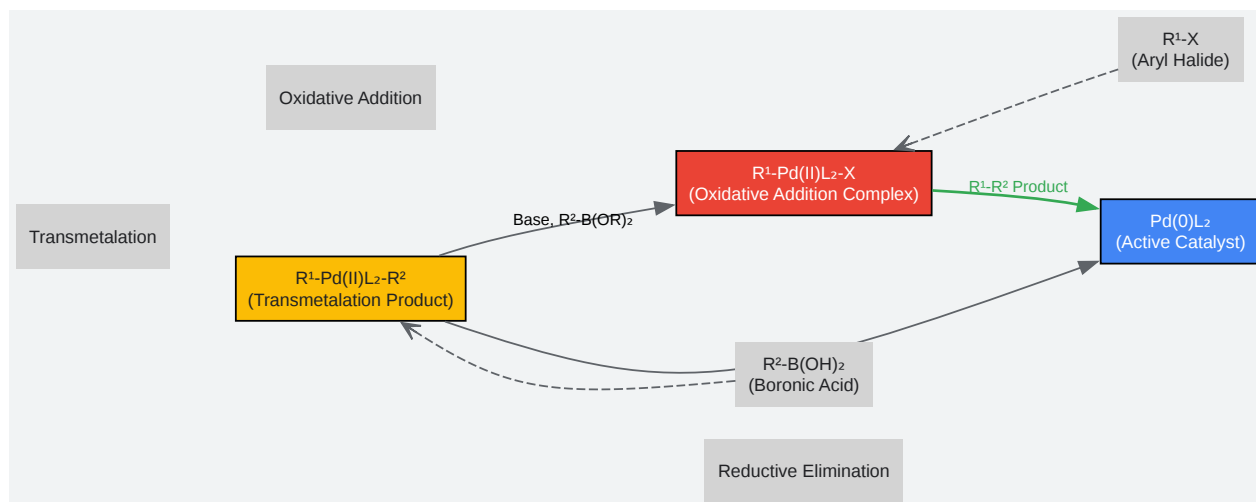 R¹-X
(Aryl Halide)
Oxidative Addition
R¹-Pd(II)L₂-X
(Oxidative Addition Complex)
R¹-R² Product
Base, R²-B(OR)₂
Pd(0)L₂
(Active Catalyst)
Transmetalation
R¹-Pd(II)L₂-R²
(Transmetalation Product)
R²-B(OH)₂
(Boronic Acid)
Reductive Elimination